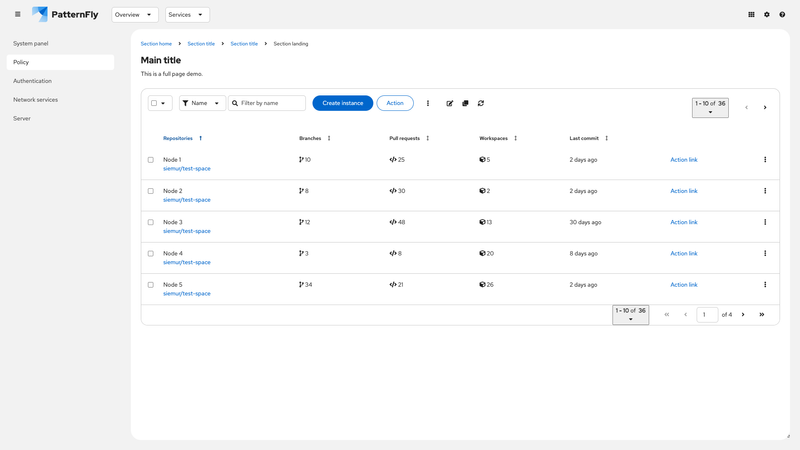 PatternFly Overview Services
System panel
Policy
Authentication
Network services
Server
Section home Section title Section title Section landing
Main title
This is a full page demo.
Name Filter by name Create instance Action 1 - 10 of 36
Repositories Branches Pull requests Workspaces Last commit
Node 1 10 25 5 2 days ago Action link
siemur/test-space
Node 2 8 30 2 2 days ago Action link
siemur/test-space
Node 3 12 48 13 30 days ago Action link
siemur/test-space
Node 4 3 8 20 8 days ago Action link
siemur/test-space
Node 5 34 21 26 2 days ago Action link
siemur/test-space
1 - 10 of 36 1 of 4